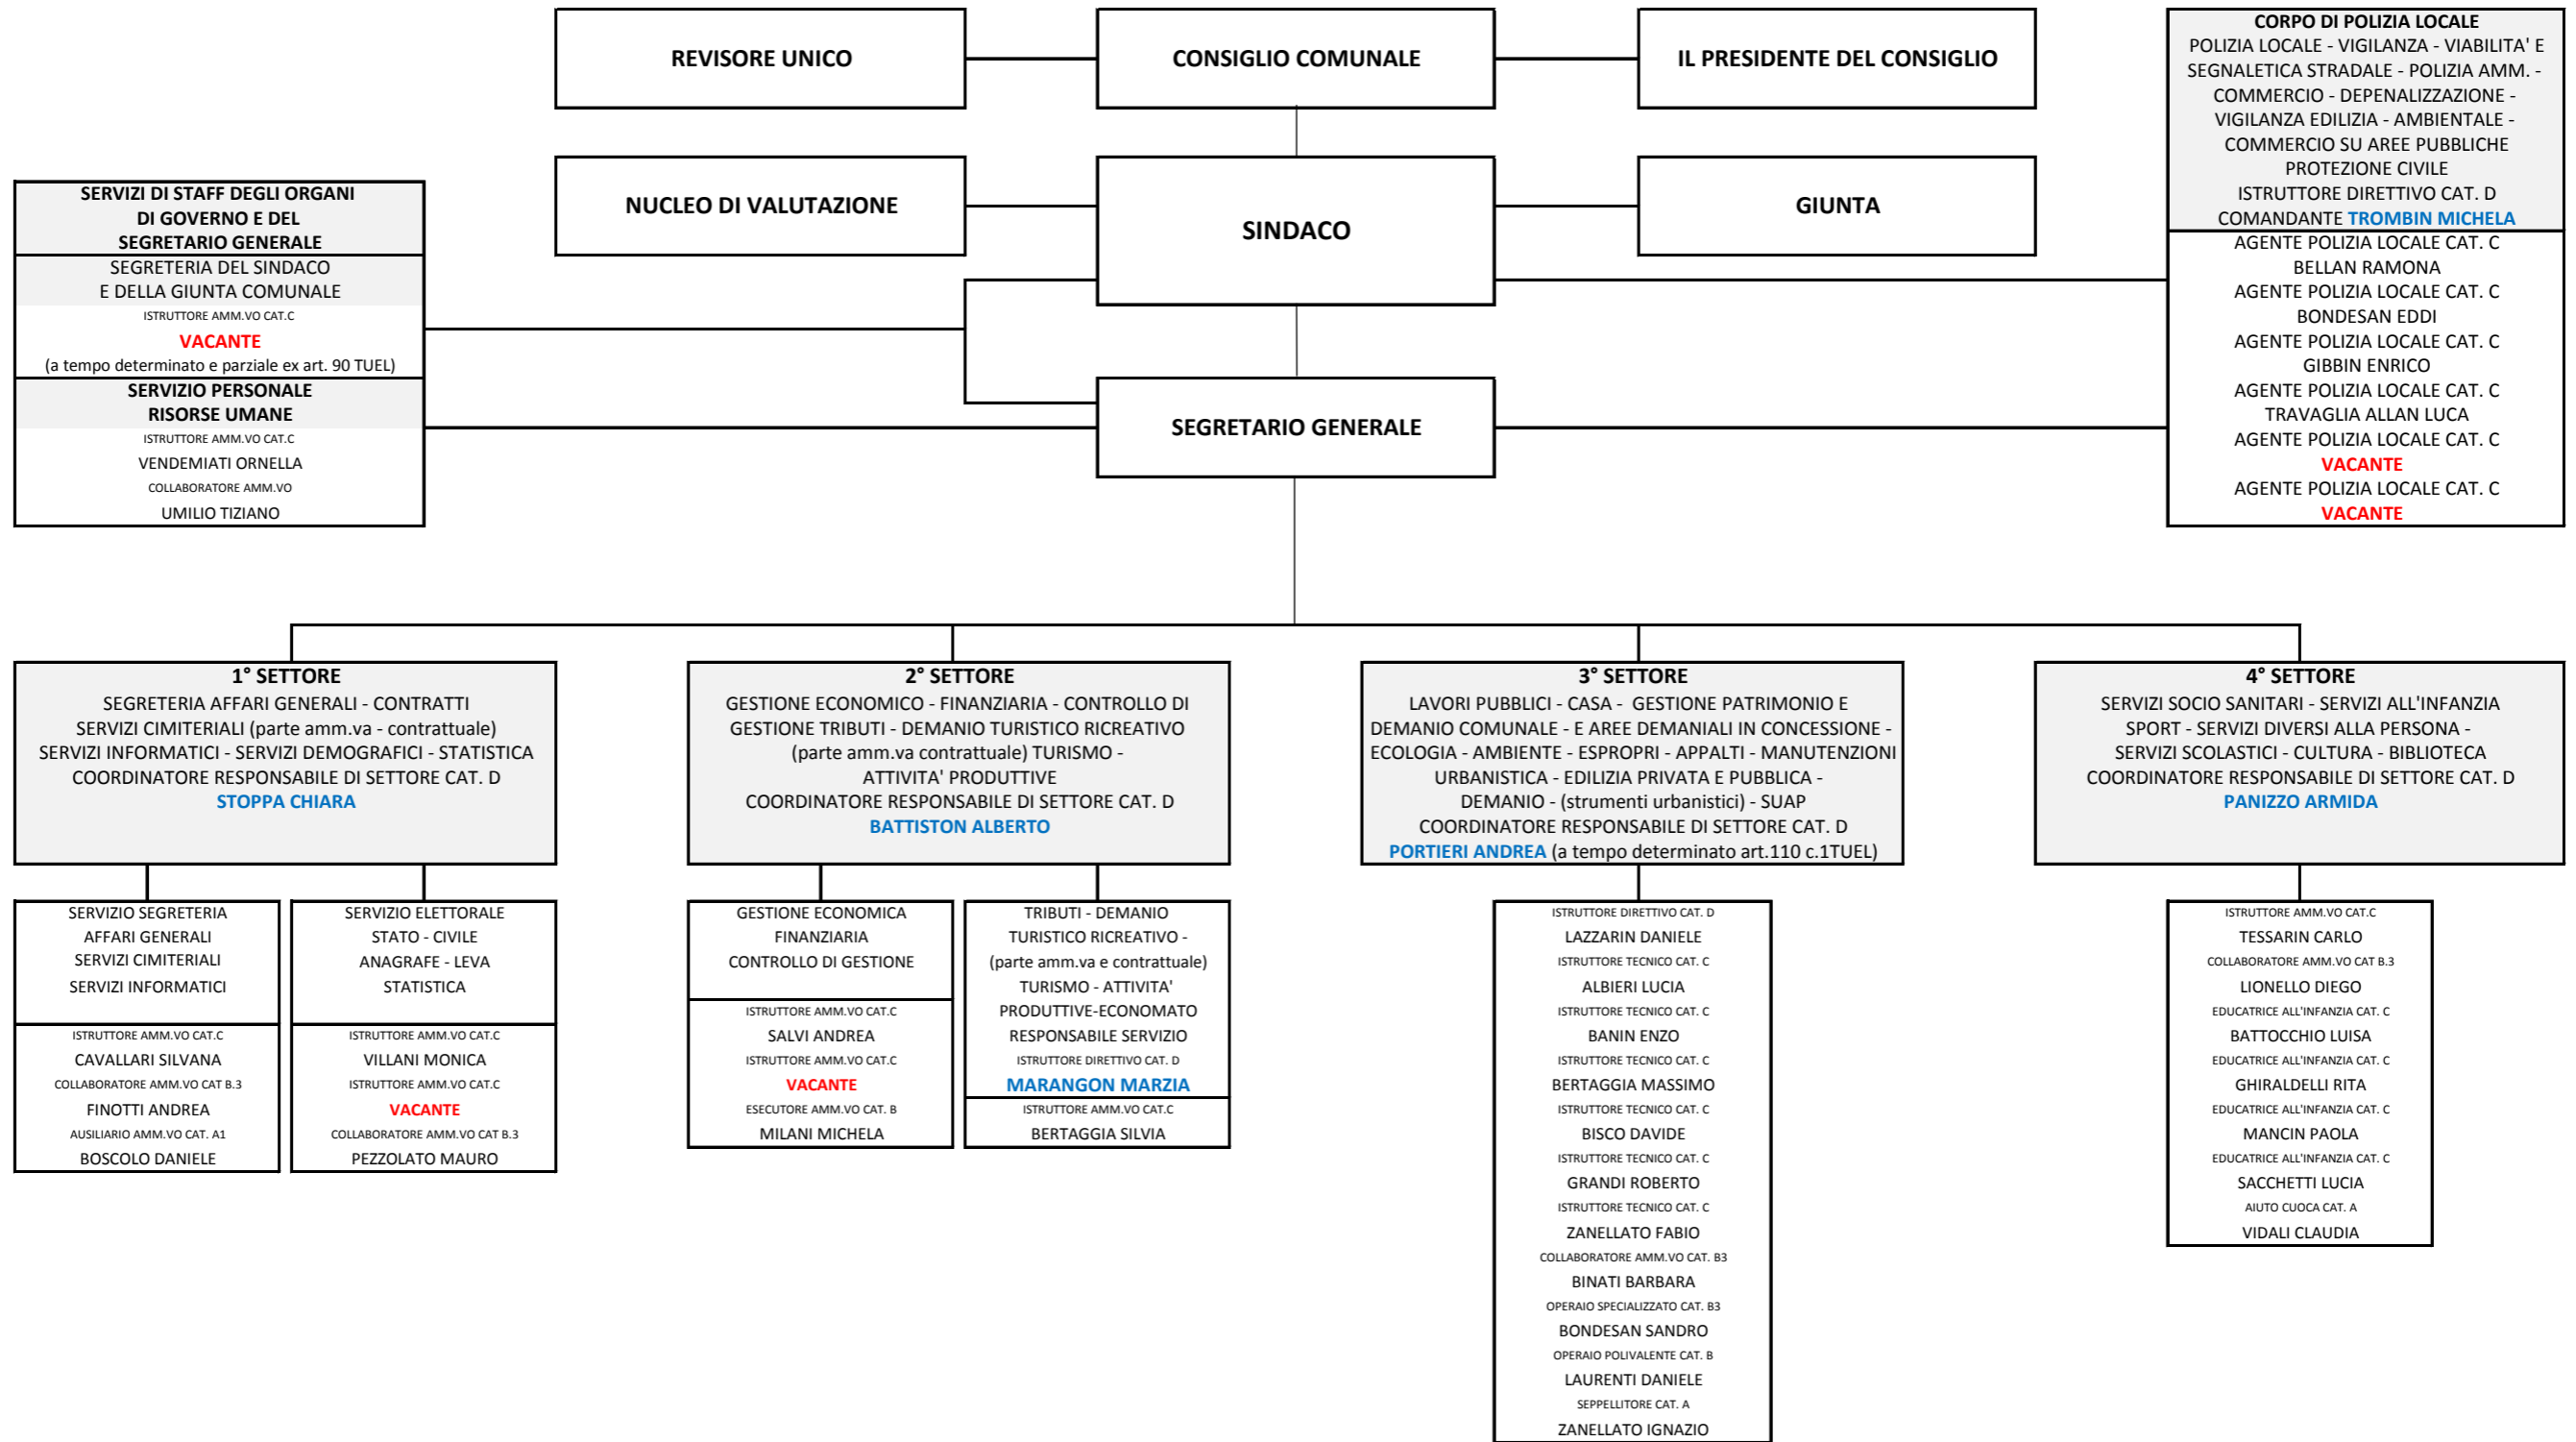 REVISORE UNICO
CONSIGLIO COMUNALE
IL PRESIDENTE DEL CONSIGLIO
NUCLEO DI VALUTAZIONE
SINDACO
GIUNTA
SEGRETARIO GENERALE
SERVIZI DI STAFF DEGLI ORGANI
DI GOVERNO E DEL
SEGRETARIO GENERALE
SEGRETERIA DEL SINDACO
E DELLA GIUNTA COMUNALE
ISTRUTTORE AMM.VO CAT.C
VACANTE
(a tempo determinato e parziale ex art. 90 TUEL)
SERVIZIO PERSONALE
RISORSE UMANE
ISTRUTTORE AMM.VO CAT.C
VENDEMIATI ORNELLA
COLLABORATORE AMM.VO
UMILIO TIZIANO
CORPO DI POLIZIA LOCALE
POLIZIA LOCALE - VIGILANZA - VIABILITA' E
SEGNALETICA STRADALE - POLIZIA AMM. -
COMMERCIO - DEPENALIZZAZIONE -
VIGILANZA EDILIZIA - AMBIENTALE -
COMMERCIO SU AREE PUBBLICHE
PROTEZIONE CIVILE
ISTRUTTORE DIRETTIVO CAT. D
COMANDANTE TROMBIN MICHELA
AGENTE POLIZIA LOCALE CAT. C
BELLAN RAMONA
AGENTE POLIZIA LOCALE CAT. C
BONDESAN EDDI
AGENTE POLIZIA LOCALE CAT. C
GIBBIN ENRICO
AGENTE POLIZIA LOCALE CAT. C
TRAVAGLIA ALLAN LUCA
AGENTE POLIZIA LOCALE CAT. C
VACANTE
AGENTE POLIZIA LOCALE CAT. C
VACANTE
1° SETTORE
SEGRETERIA AFFARI GENERALI - CONTRATTI
SERVIZI CIMITERIALI (parte amm.va - contrattuale)
SERVIZI INFORMATICI - SERVIZI DEMOGRAFICI - STATISTICA
COORDINATORE RESPONSABILE DI SETTORE CAT. D
STOPPA CHIARA
SERVIZIO SEGRETERIA
AFFARI GENERALI
SERVIZI CIMITERIALI
SERVIZI INFORMATICI
ISTRUTTORE AMM.VO CAT.C
CAVALLARI SILVANA
COLLABORATORE AMM.VO CAT B.3
FINOTTI ANDREA
AUSILIARIO AMM.VO CAT. A1
BOSCOLO DANIELE
SERVIZIO ELETTORALE
STATO - CIVILE
ANAGRAFE - LEVA
STATISTICA
ISTRUTTORE AMM.VO CAT.C
VILLANI MONICA
ISTRUTTORE AMM.VO CAT.C
VACANTE
COLLABORATORE AMM.VO CAT B.3
PEZZOLATO MAURO
2° SETTORE
GESTIONE ECONOMICO - FINANZIARIA - CONTROLLO DI
GESTIONE TRIBUTI - DEMANIO TURISTICO RICREATIVO
(parte amm.va contrattuale) TURISMO -
ATTIVITA' PRODUTTIVE
COORDINATORE RESPONSABILE DI SETTORE CAT. D
BATTISTON ALBERTO
GESTIONE ECONOMICA
FINANZIARIA
CONTROLLO DI GESTIONE
ISTRUTTORE AMM.VO CAT.C
SALVI ANDREA
ISTRUTTORE AMM.VO CAT.C
VACANTE
ESECUTORE AMM.VO CAT. B
MILANI MICHELA
TRIBUTI - DEMANIO
TURISTICO RICREATIVO -
(parte amm.va e contrattuale)
TURISMO - ATTIVITA'
PRODUTTIVE-ECONOMATO
RESPONSABILE SERVIZIO
ISTRUTTORE DIRETTIVO CAT. D
MARANGON MARZIA
ISTRUTTORE AMM.VO CAT.C
BERTAGGIA SILVIA
3° SETTORE
LAVORI PUBBLICI - CASA - GESTIONE PATRIMONIO E
DEMANIO COMUNALE - E AREE DEMANIALI IN CONCESSIONE -
ECOLOGIA - AMBIENTE - ESPROPRI - APPALTI - MANUTENZIONI
URBANISTICA - EDILIZIA PRIVATA E PUBBLICA -
DEMANIO - (strumenti urbanistici) - SUAP
COORDINATORE RESPONSABILE DI SETTORE CAT. D
PORTIERI ANDREA (a tempo determinato art.110 c.1TUEL)
ISTRUTTORE DIRETTIVO CAT. D
LAZZARIN DANIELE
ISTRUTTORE TECNICO CAT. C
ALBIERI LUCIA
ISTRUTTORE TECNICO CAT. C
BANIN ENZO
ISTRUTTORE TECNICO CAT. C
BERTAGGIA MASSIMO
ISTRUTTORE TECNICO CAT. C
BISCO DAVIDE
ISTRUTTORE TECNICO CAT. C
GRANDI ROBERTO
ISTRUTTORE TECNICO CAT. C
ZANELLATO FABIO
COLLABORATORE AMM.VO CAT. B3
BINATI BARBARA
OPERAIO SPECIALIZZATO CAT. B3
BONDESAN SANDRO
OPERAIO POLIVALENTE CAT. B
LAURENTI DANIELE
SEPPELLITORE CAT. A
ZANELLATO IGNAZIO
4° SETTORE
SERVIZI SOCIO SANITARI - SERVIZI ALL'INFANZIA
SPORT - SERVIZI DIVERSI ALLA PERSONA -
SERVIZI SCOLASTICI - CULTURA - BIBLIOTECA
COORDINATORE RESPONSABILE DI SETTORE CAT. D
PANIZZO ARMIDA
ISTRUTTORE AMM.VO CAT.C
TESSARIN CARLO
COLLABORATORE AMM.VO CAT B.3
LIONELLO DIEGO
EDUCATRICE ALL'INFANZIA CAT. C
BATTOCCHIO LUISA
EDUCATRICE ALL'INFANZIA CAT. C
GHIRALDELLI RITA
EDUCATRICE ALL'INFANZIA CAT. C
MANCIN PAOLA
EDUCATRICE ALL'INFANZIA CAT. C
SACCHETTI LUCIA
AIUTO CUOCA CAT. A
VIDALI CLAUDIA